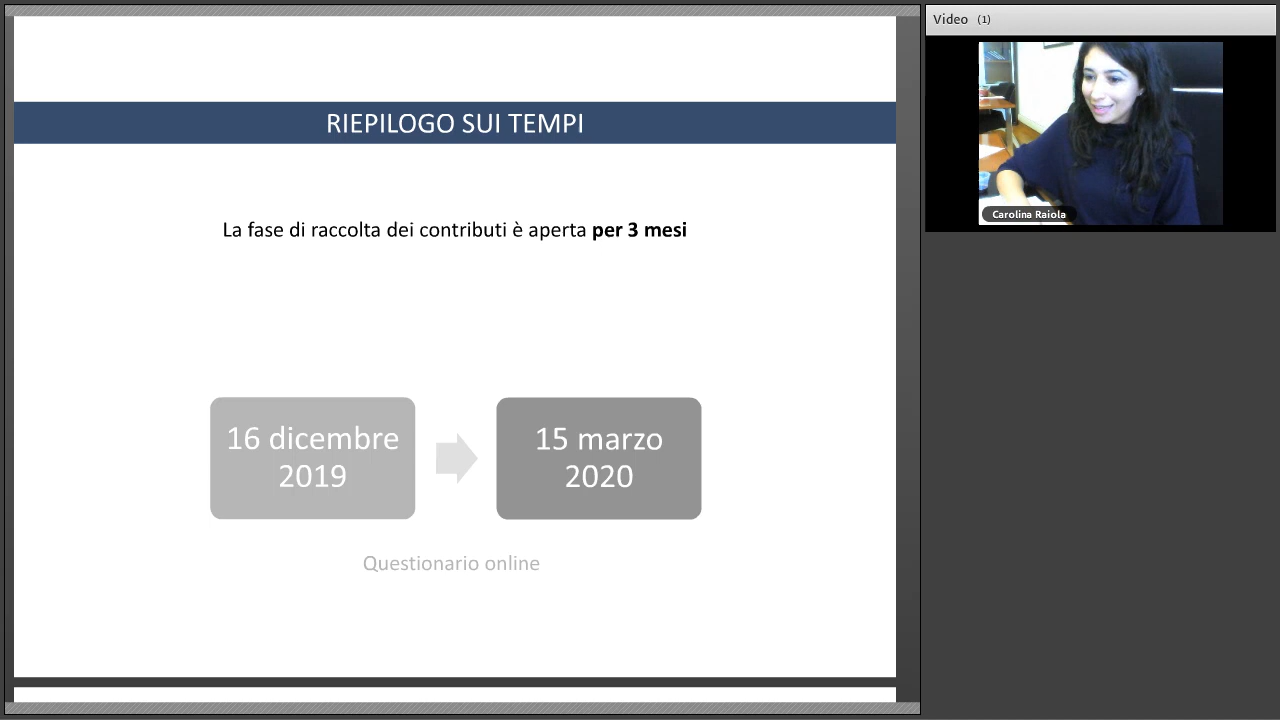 RIEPILOGO SUI TEMPI
La fase di raccolta dei contributi è aperta per 3 mesi
16 dicembre
2019
15 marzo
2020
Questionario online
Video (1)
Carolina Raiola